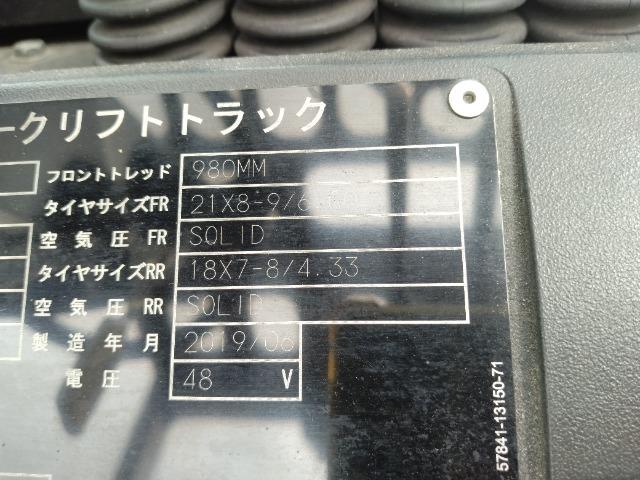 ークリフトトラック
フロントトレッド 980MM
タイヤサイズFR 21X8-9/6
空気圧 FR SOLID
タイヤサイズRR 18X7-8/4.33
空気圧 RR SOLID
製造年月 2019/06
電圧 48 V
57841-13150-71